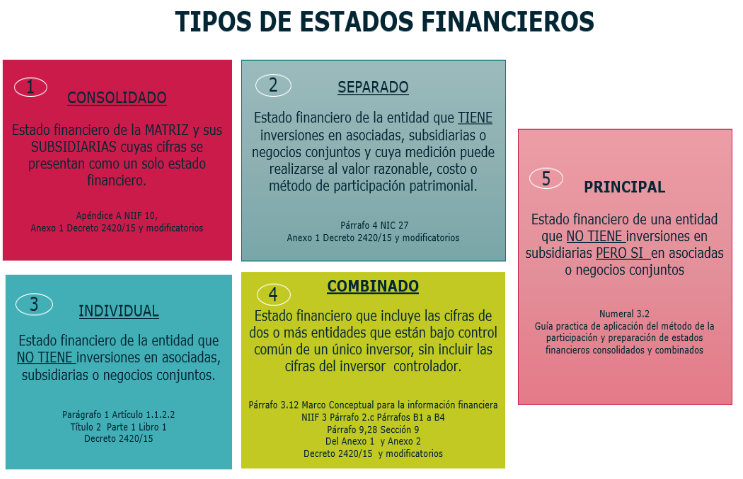 TIPOS DE ESTADOS FINANCIEROS
1
CONSOLIDADO
Estado financiero de la MATRIZ y sus
SUBSIDIARIAS cuyas cifras se
presentan como un solo estado
financiero.
Apéndice A NIIF 10,
Anexo 1 Decreto 2420/15 y modificatorios
2
SEPARADO
Estado financiero de la entidad que TIENE
inversiones en asociadas, subsidiarias o
negocios conjuntos y cuya medición puede
realizarse al valor razonable, costo o
método de participación patrimonial.
Párrafo 4 NIC 27
Anexo 1 Decreto 2420/15 y modificatorios
3
INDIVIDUAL
Estado financiero de la entidad que
NO TIENE inversiones en asociadas,
subsidiarias o negocios conjuntos.
Parágrafo 1 Artículo 1.1.2.2
Título 2 Parte 1 Libro 1
Decreto 2420/15
4
COMBINADO
Estado financiero que incluye las cifras de
dos o más entidades que están bajo control
común de un único inversor, sin incluir las
cifras del inversor controlador.
Párrafo 3.12 Marco Conceptual para la información financiera
NIIF 3 Párrafo 2.c Párrafos B1 a B4
Párrafo 9,28 Sección 9
Del Anexo 1 y Anexo 2
Decreto 2420/15 y modificatorios
5
PRINCIPAL
Estado financiero de una entidad
que NO TIENE inversiones en
subsidiarias PERO SI en asociadas
o negocios conjuntos
Numeral 3.2
Guía practica de aplicación del método de la
participación y preparación de estados
financieros consolidados y combinados